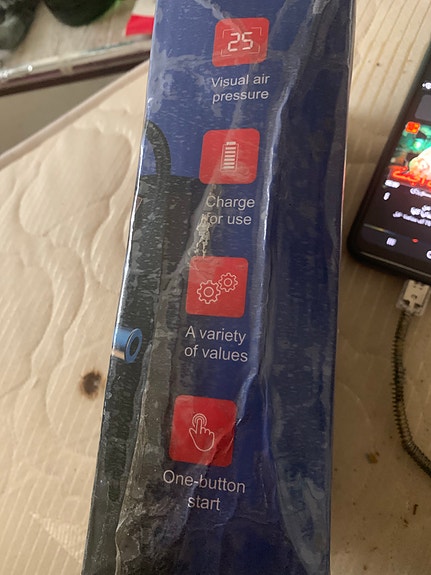 25
Visual air
pressure
Charge
for use
A variety
of values
One-button
start